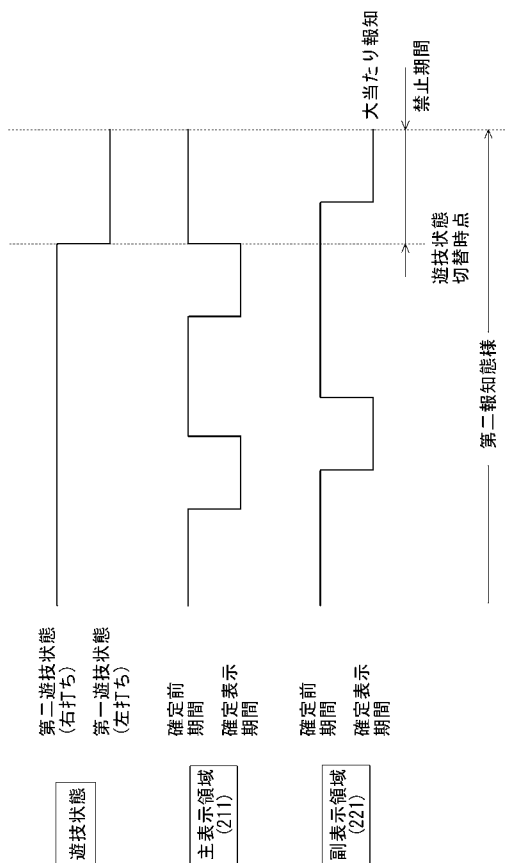 遊技状態
第二遊技状態
(右打ち)
第一遊技状態
(左打ち)
主表示領域
(211)
確定前
期間
確定表示
期間
副表示領域
(221)
確定前
期間
確定表示
期間
大当たり報知
禁止期間
遊技状態
切替時点
第二報知態様